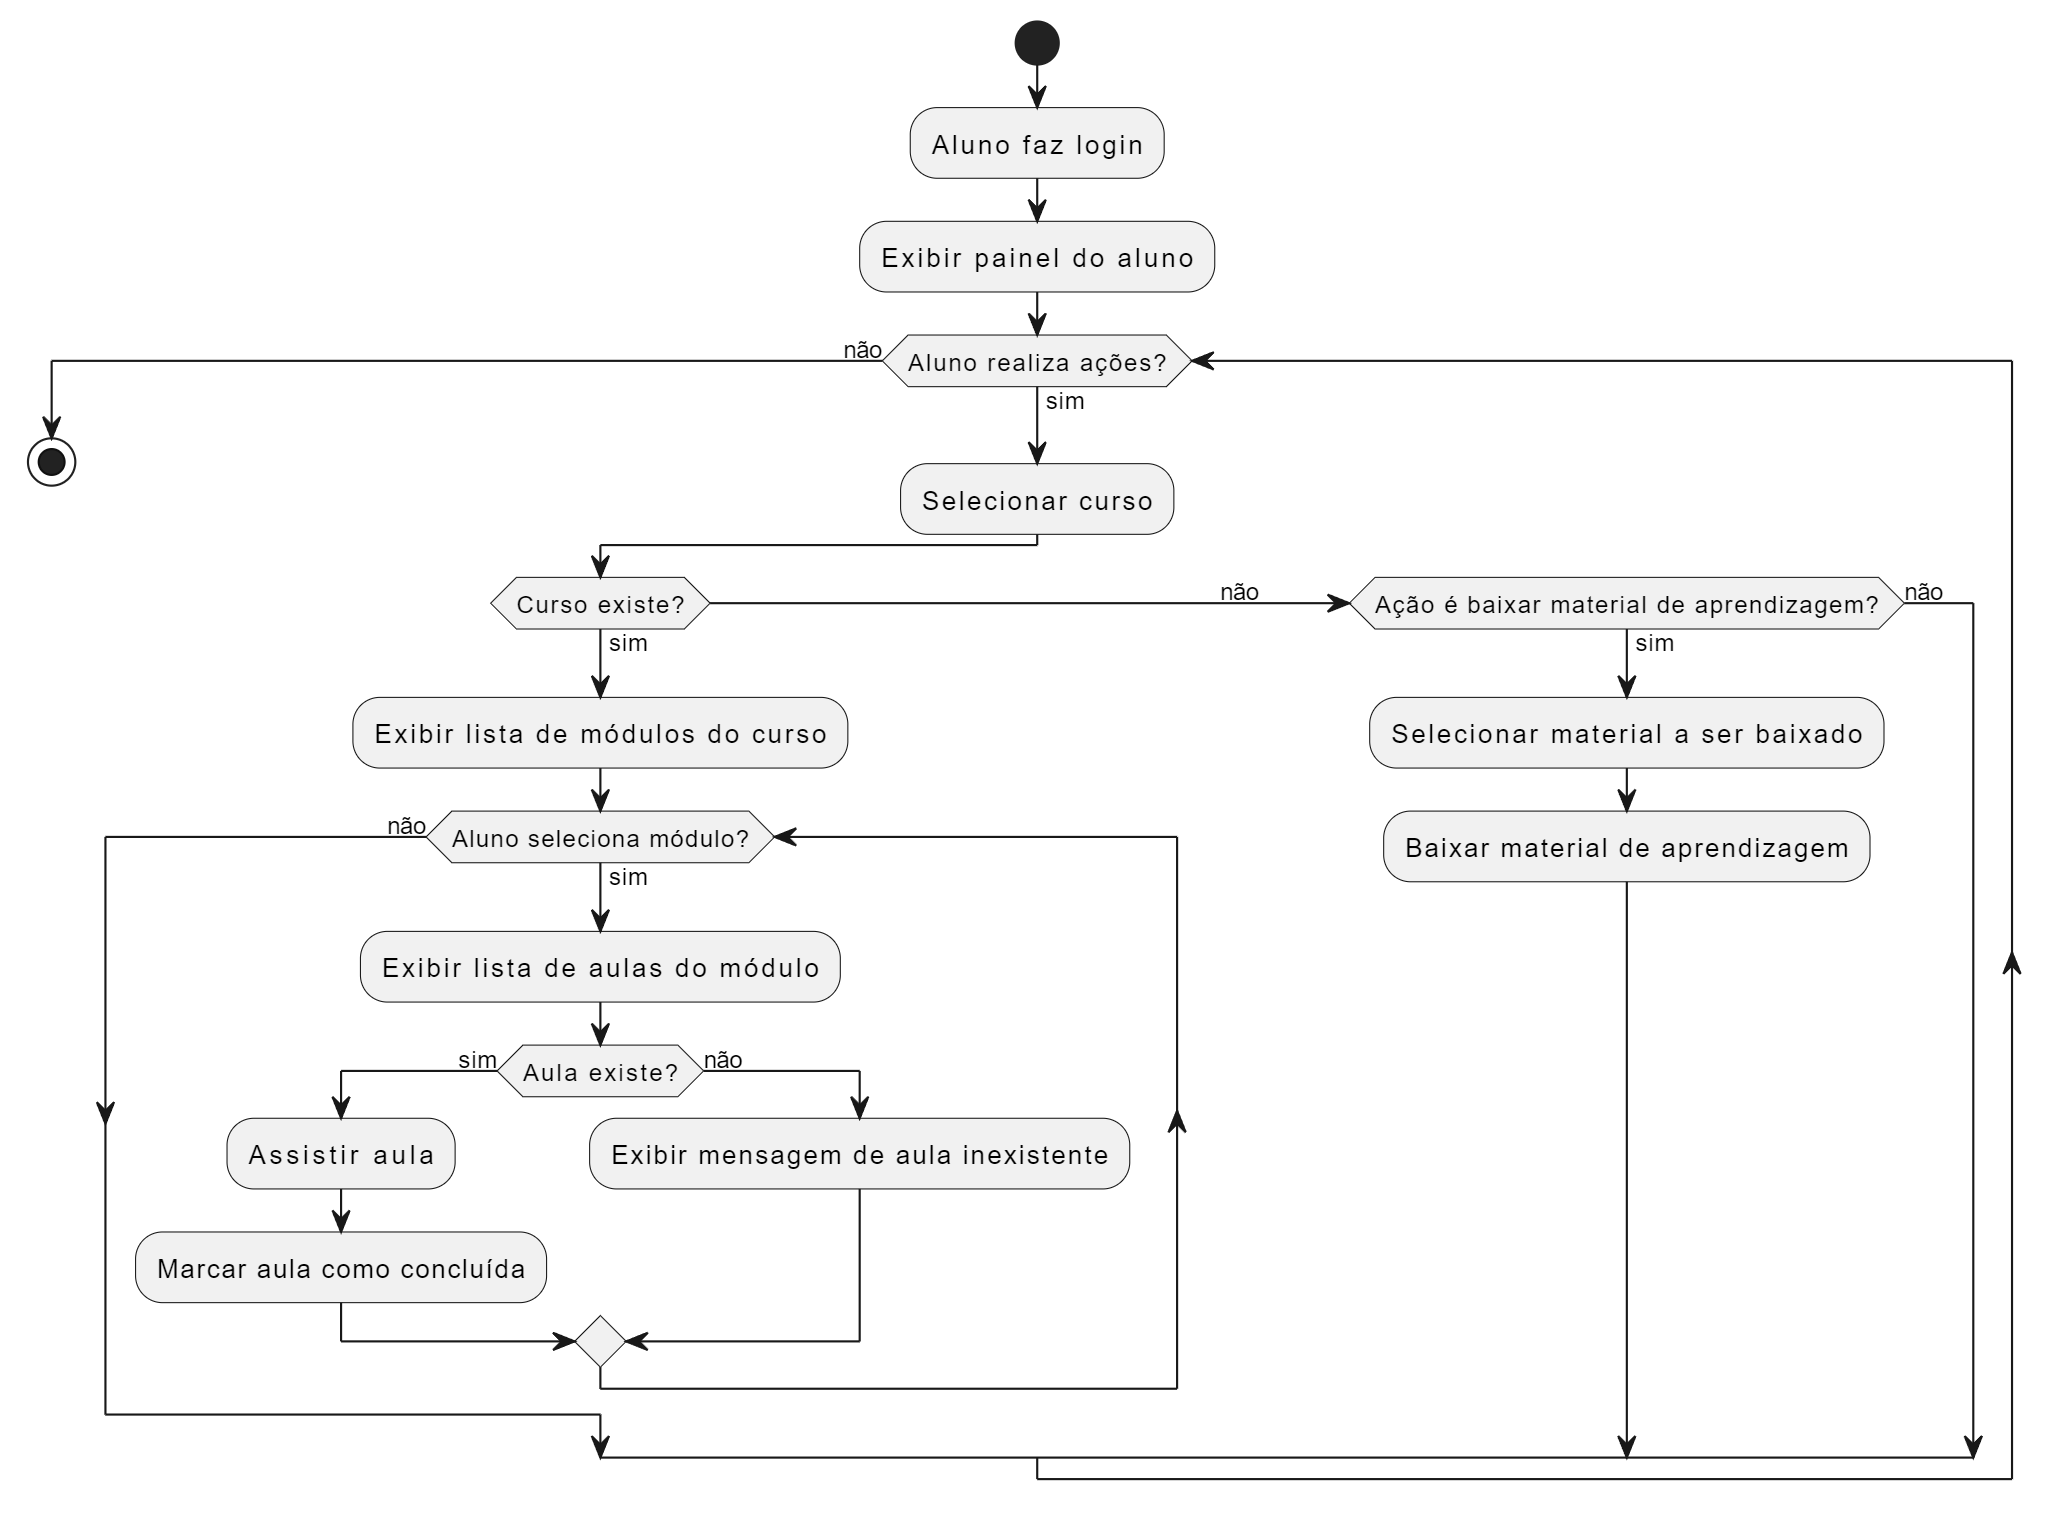 Aluno faz login
Exibir painel do aluno
não
Aluno realiza ações?
sim
Selecionar curso
Curso existe?
não
Ação é baixar material de aprendizagem?
não
sim
sim
Exibir lista de módulos do curso
Selecionar material a ser baixado
não
Aluno seleciona módulo?
Baixar material de aprendizagem
sim
Exibir lista de aulas do módulo
sim
Aula existe?
não
Assistir aula
Exibir mensagem de aula inexistente
Marcar aula como concluída